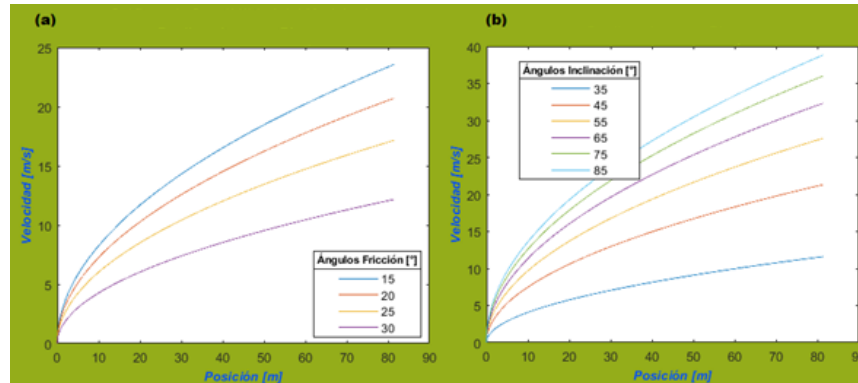 (a)
25
20
15
10
5
0
0 10 20 30 40 50 60 70 80 90
Velocidad [m/s]
Posición [m]
Ángulos Fricción [°]
15
20
25
30
(b)
40
35
30
25
20
15
10
5
0
0 10 20 30 40 50 60 70 80 90
Velocidad [m/s]
Posición [m]
Ángulos Inclinación [°]
35
45
55
65
75
85